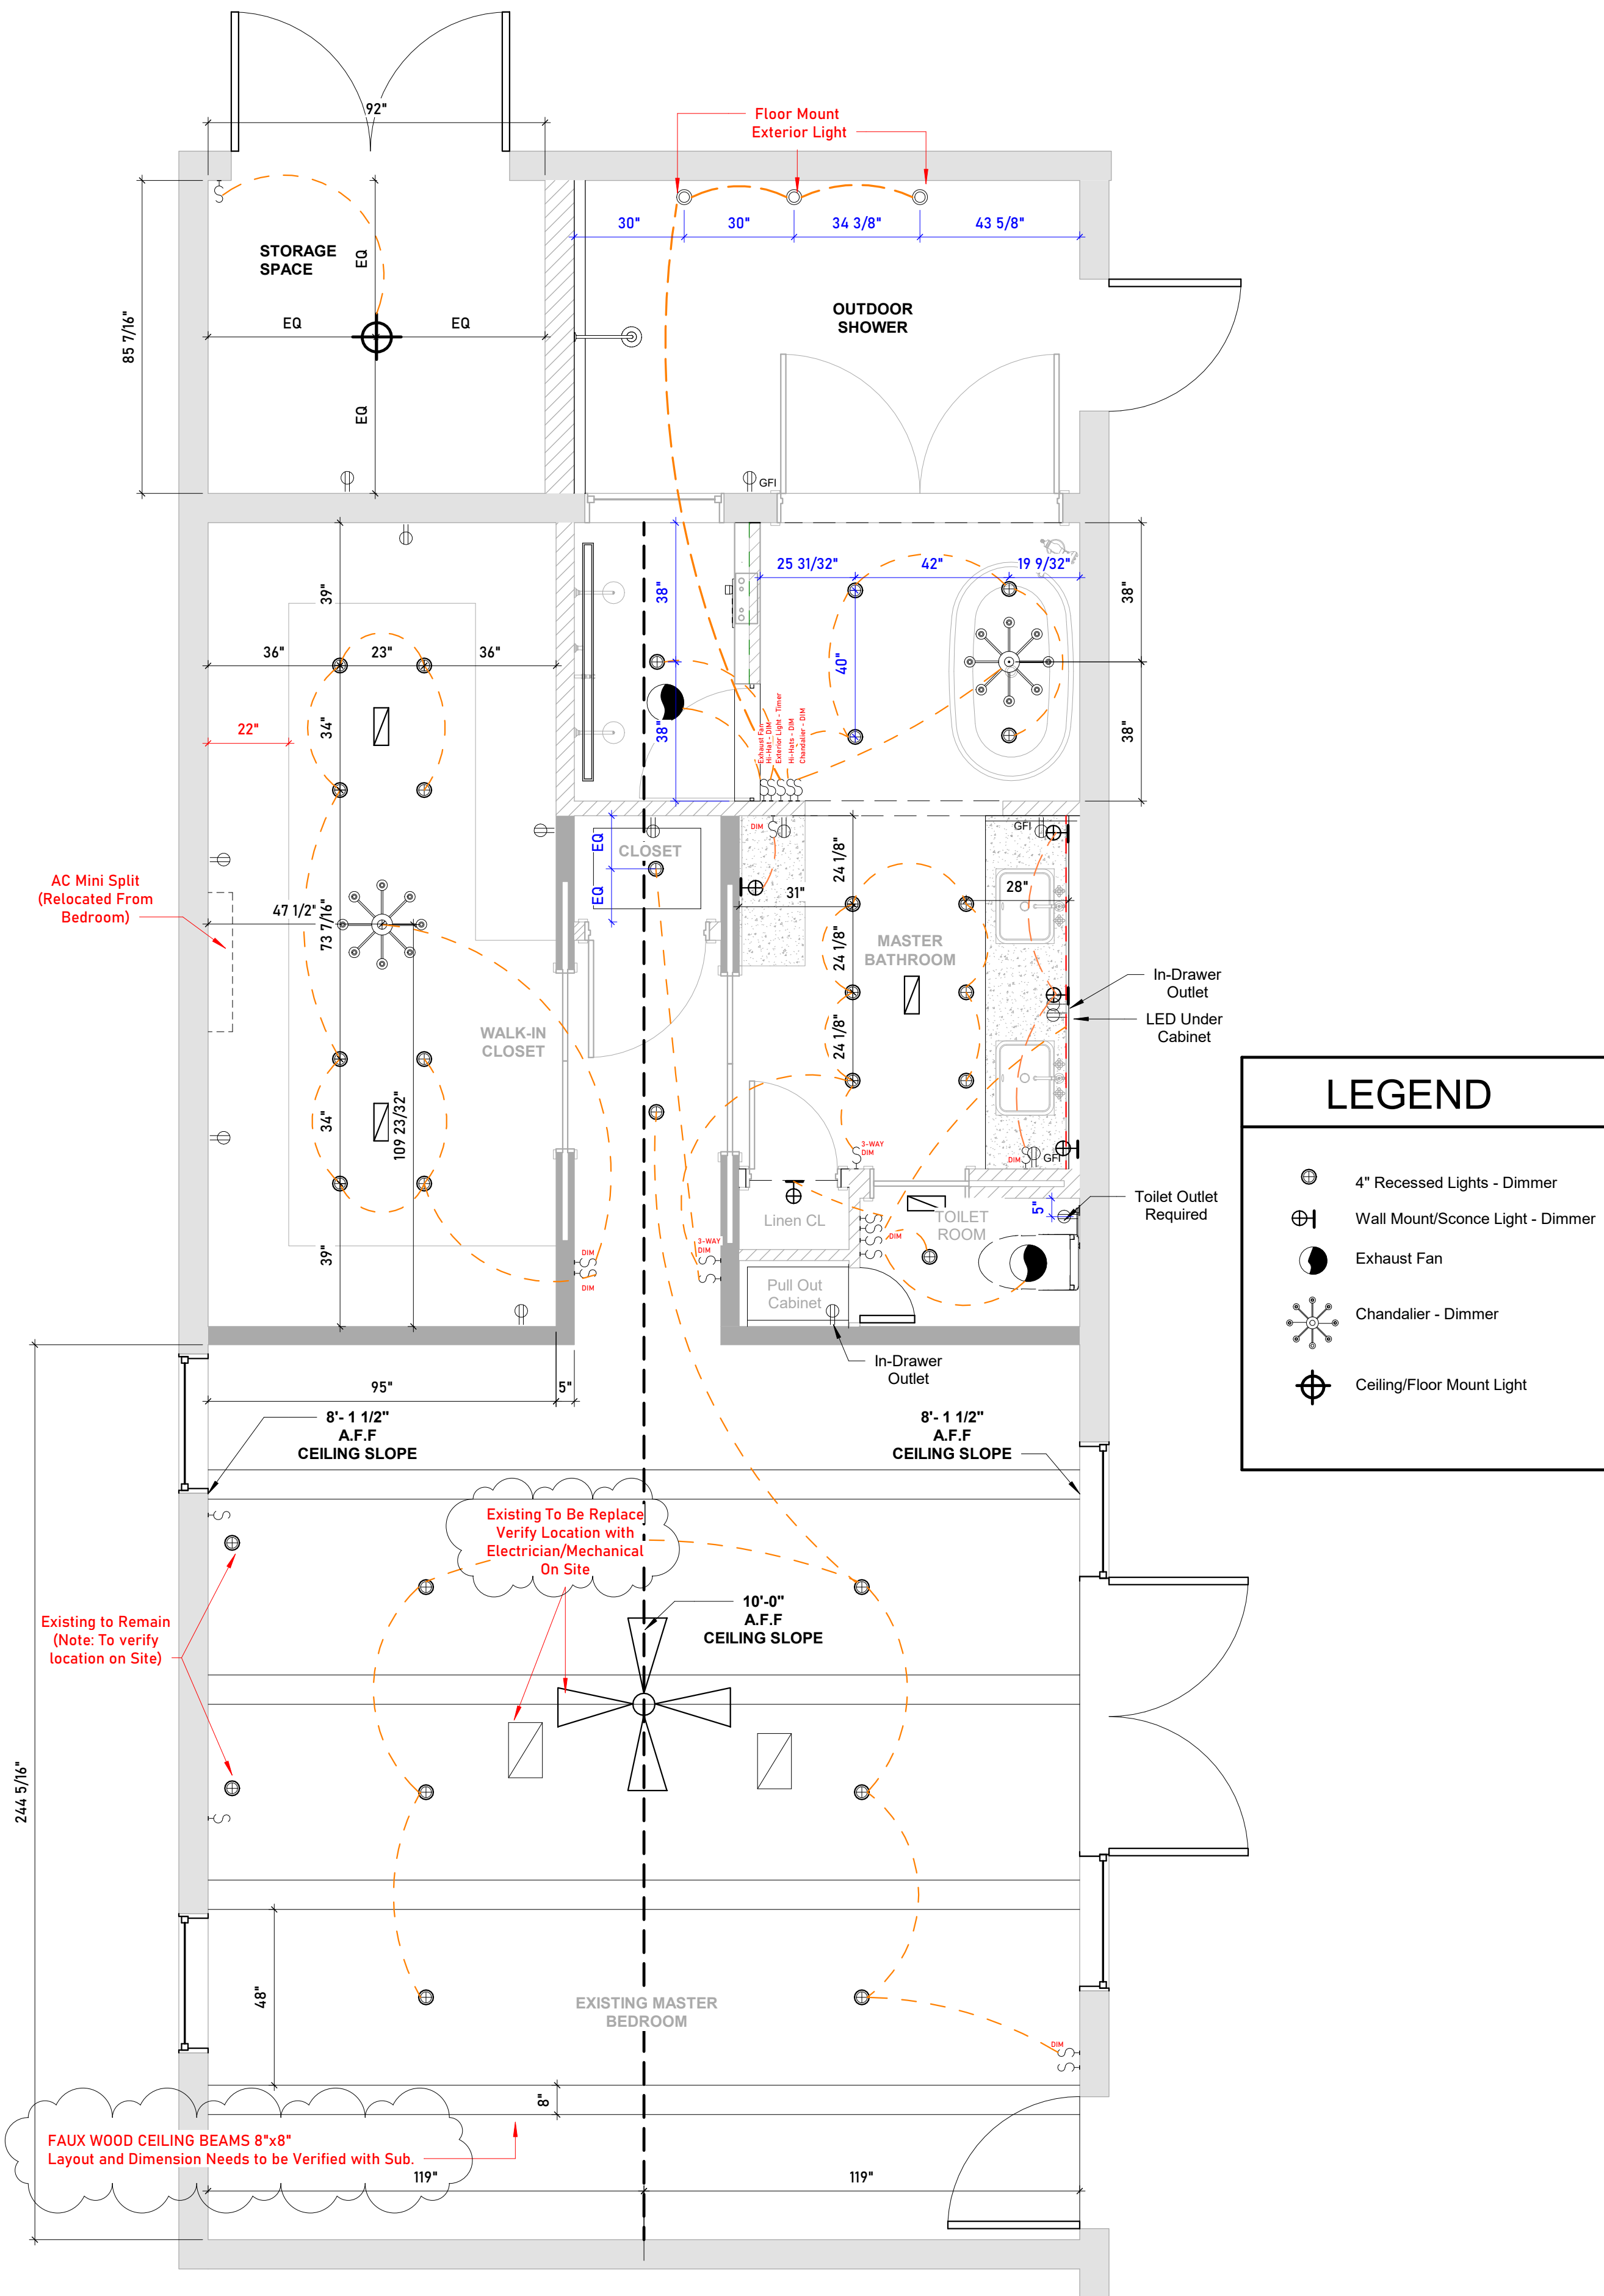 92"
Floor Mount
Exterior Light
30"
30"
34 3/8"
43 5/8"
STORAGE
SPACE
EQ
EQ
EQ
EQ
85 7/16"
OUTDOOR
SHOWER
GFI
39"
38"
25 31/32"
42"
19 9/32"
38"
36"
23"
36"
40"
34"
22"
38"
38"
Exhaust Fan
Hi-Hat - DIM
Exterior Light - Timer
Hi-Hats - DIM
Chandalier - DIM
EQ
CLOSET
EQ
DIM
GFI
24 1/8"
31"
28"
AC Mini Split
(Relocated From
Bedroom)
47 1/2"
73 7/16"
24 1/8"
MASTER
BATHROOM
In-Drawer
Outlet
LED Under
Cabinet
WALK-IN
CLOSET
24 1/8"
34"
109 23/32"
3-WAY
DIM
DIM
GFI
LEGEND
4" Recessed Lights - Dimmer
Wall Mount/Sconce Light - Dimmer
Exhaust Fan
Chandalier - Dimmer
Ceiling/Floor Mount Light
Toilet Outlet
Required
5"
Linen CL
TOILET
ROOM
DIM
39"
DIM
DIM
3-WAY
DIM
Pull Out
Cabinet
In-Drawer
Outlet
95"
5"
8'- 1 1/2"
A.F.F
CEILING SLOPE
8'- 1 1/2"
A.F.F
CEILING SLOPE
Existing To Be Replace
Verify Location with
Electrician/Mechanical
On Site
10'-0"
A.F.F
CEILING SLOPE
Existing to Remain
(Note: To verify
location on Site)
244 5/16"
48"
EXISTING MASTER
BEDROOM
DIM
8"
FAUX WOOD CEILING BEAMS 8"x8"
Layout and Dimension Needs to be Verified with Sub.
119"
119"